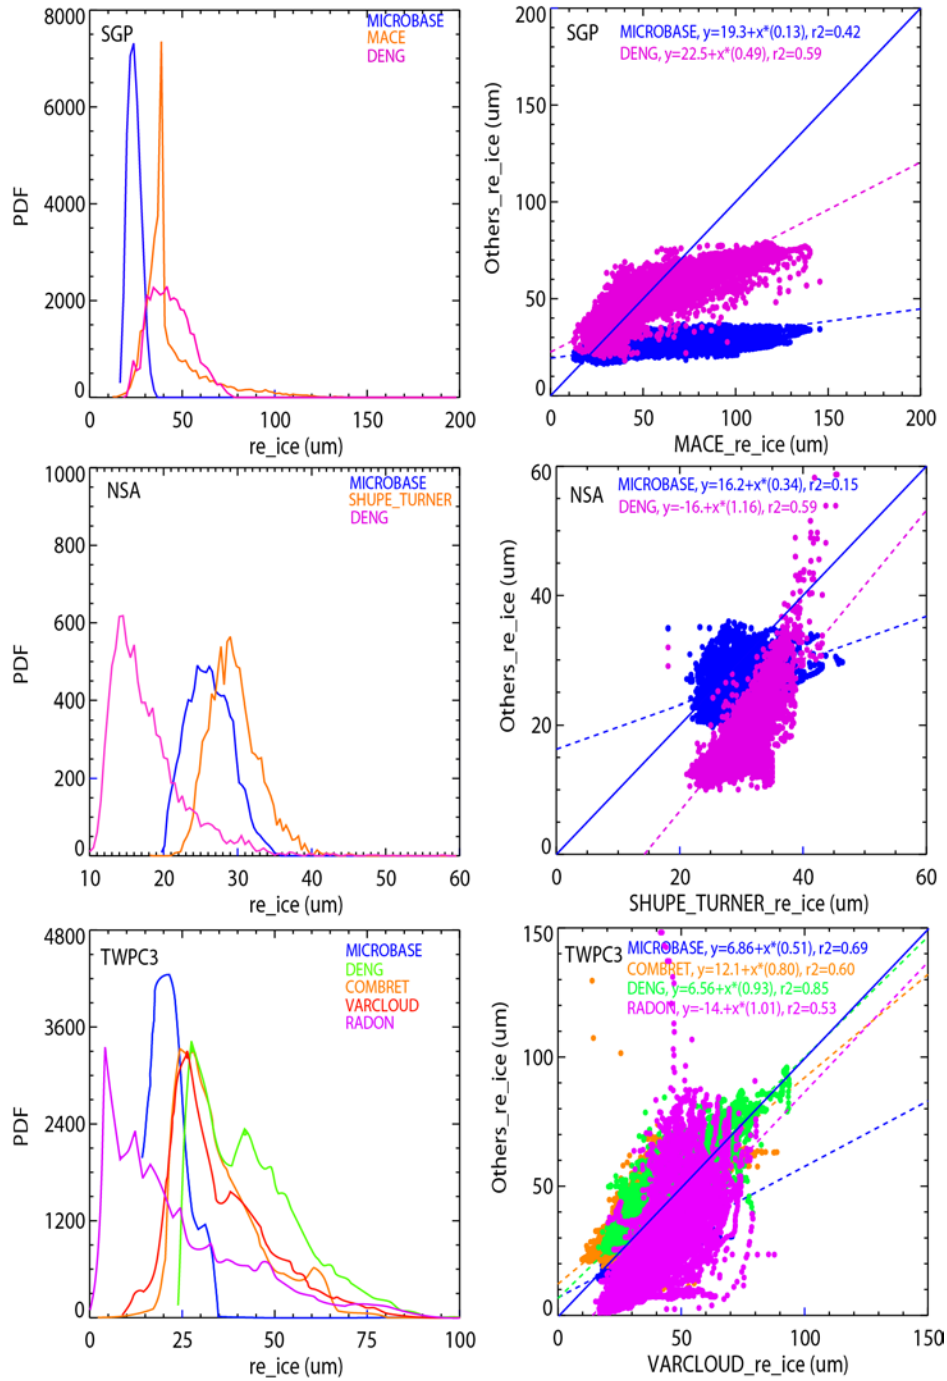 SGP
MICROBASE
MACE
DENG
8000
6000
4000
2000
0
PDF
0 50 100 150 200
re_ice (um)
SGP
MICROBASE, y=19.3+x*(0.13), r2=0.42
DENG, y=22.5+x*(0.49), r2=0.59
200
150
100
50
0
Others_re_ice (um)
0 50 100 150 200
MACE_re_ice (um)
NSA
MICROBASE
SHUPE_TURNER
DENG
1000
800
600
400
200
0
PDF
10 20 30 40 50 60
re_ice (um)
NSA
MICROBASE, y=16.2+x*(0.34), r2=0.15
DENG, y=-16.+x*(1.16), r2=0.59
60
40
20
0
Others_re_ice (um)
0 20 40 60
SHUPE_TURNER_re_ice (um)
TWPC3
MICROBASE
DENG
COMBRET
VARCLOUD
RADON
4800
3600
2400
1200
0
PDF
0 25 50 75 100
re_ice (um)
TWPC3
MICROBASE, y=6.86+x*(0.51), r2=0.69
COMBRET, y=12.1+x*(0.80), r2=0.60
DENG, y=6.56+x*(0.93), r2=0.85
RADON, y=-14.+x*(1.01), r2=0.53
150
100
50
0
Others_re_ice (um)
0 50 100 150
VARCLOUD_re_ice (um)